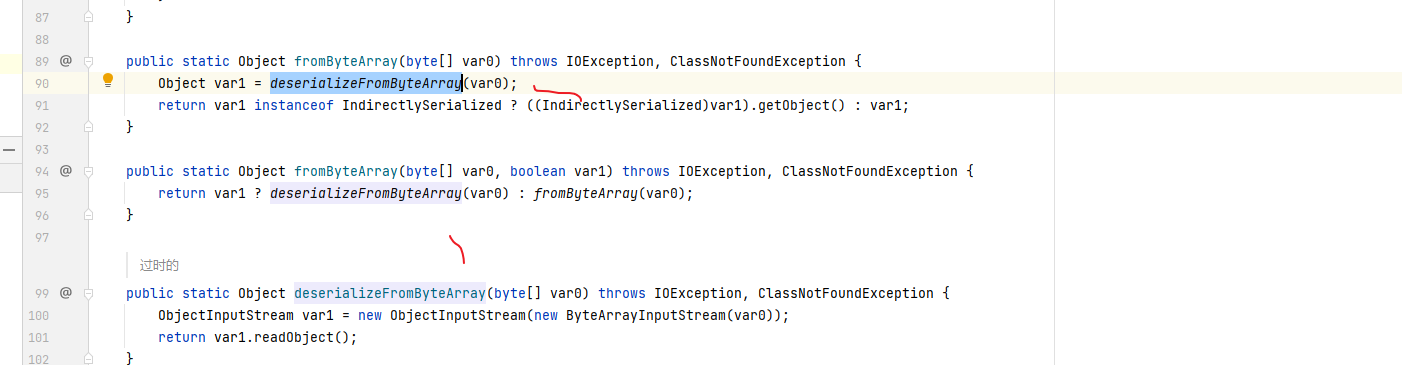 87 }
88
89 @ public static Object fromByteArray(byte[] var0) throws IOException, ClassNotFoundException {
90 Object var1 = deserializeFromByteArray(var0);
91 return var1 instanceof IndirectlySerialized ? ((IndirectlySerialized)var1).getObject() : var1;
92 }
93
94 @ public static Object fromByteArray(byte[] var0, boolean var1) throws IOException, ClassNotFoundException {
95 return var1 ? deserializeFromByteArray(var0) : fromByteArray(var0);
96 }
97
过时的
99 @ public static Object deserializeFromByteArray(byte[] var0) throws IOException, ClassNotFoundException {
100 ObjectInputStream var1 = new ObjectInputStream(new ByteArrayInputStream(var0));
101 return var1.readObject();
102 }